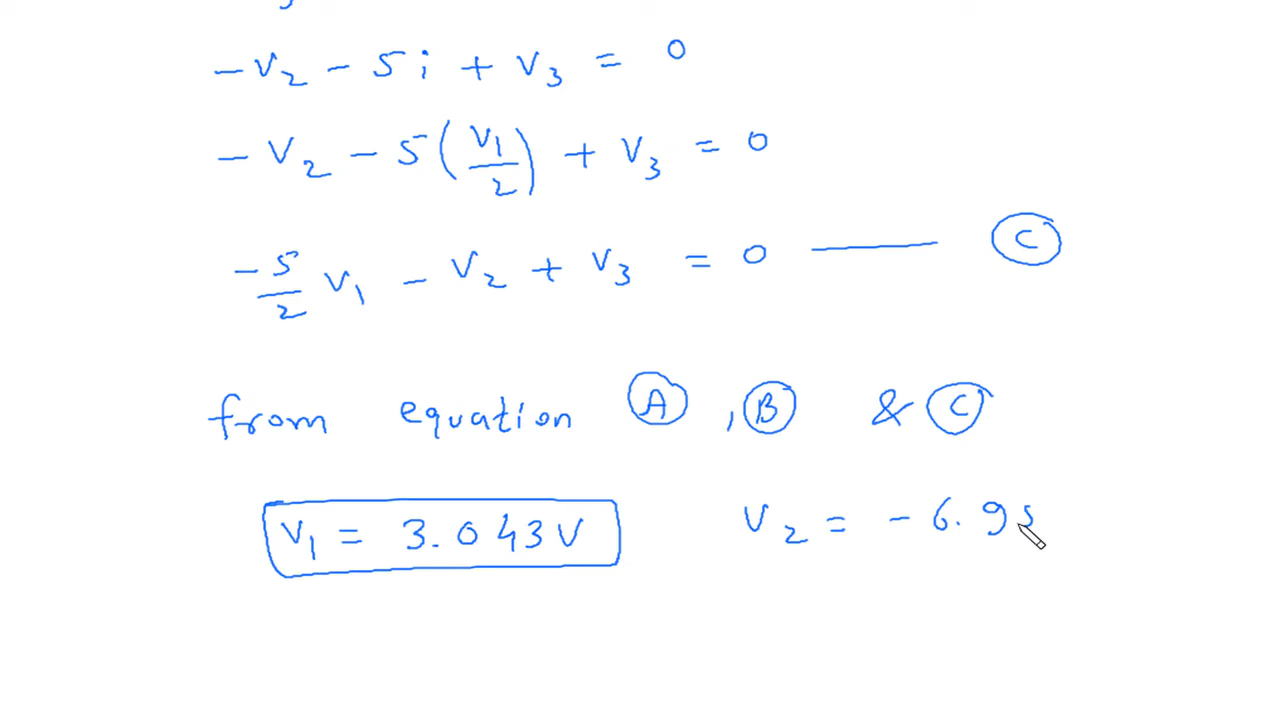 -V₂ - 5i + V₃ = 0
-V₂ - 5(V₁/2) + V₃ = 0
-5/2 V₁ - V₂ + V₃ = 0 —— C
from equation A , B & C
V₁ = 3.043V V₂ = -6.95